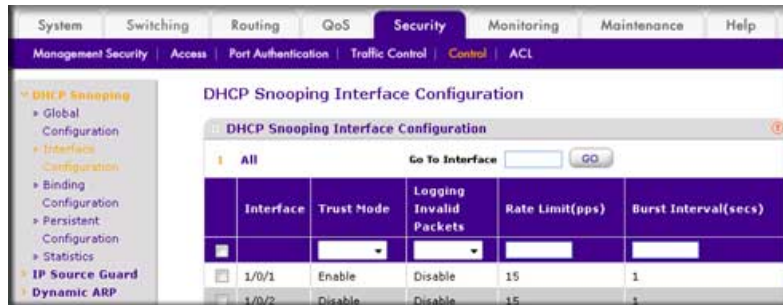 System Switching Routing QoS Security Monitoring Maintenance Help
Management Security Access Port Authentication Traffic Control Control ACL
DHCP Snooping
Global
Configuration
Interface
Configuration
Binding
Configuration
Persistent
Configuration
Statistics
IP Source Guard
Dynamic ARP
DHCP Snooping Interface Configuration
DHCP Snooping Interface Configuration
1 All Go To Interface GO
Interface Trust Mode Logging Invalid Packets Rate Limit(pps) Burst Interval(secs)
1/0/1 Enable Disable 15 1
1/0/2 Disable Disable 15 1